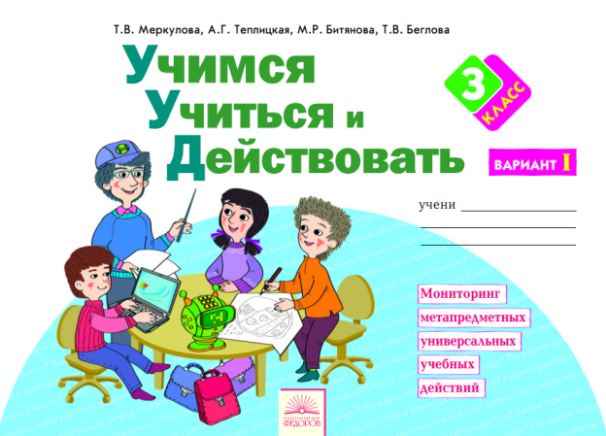 Т.В. Меркулова, А.Г. Теплицкая, М.Р. Битянова, Т.В. Беглова
Учимся
Учиться и
Действовать
3
КЛАСС
ВАРИАНТ I
учени
Мониторинг
метапредметных
универсальных
учебных
действий
ФЕДОРОВ